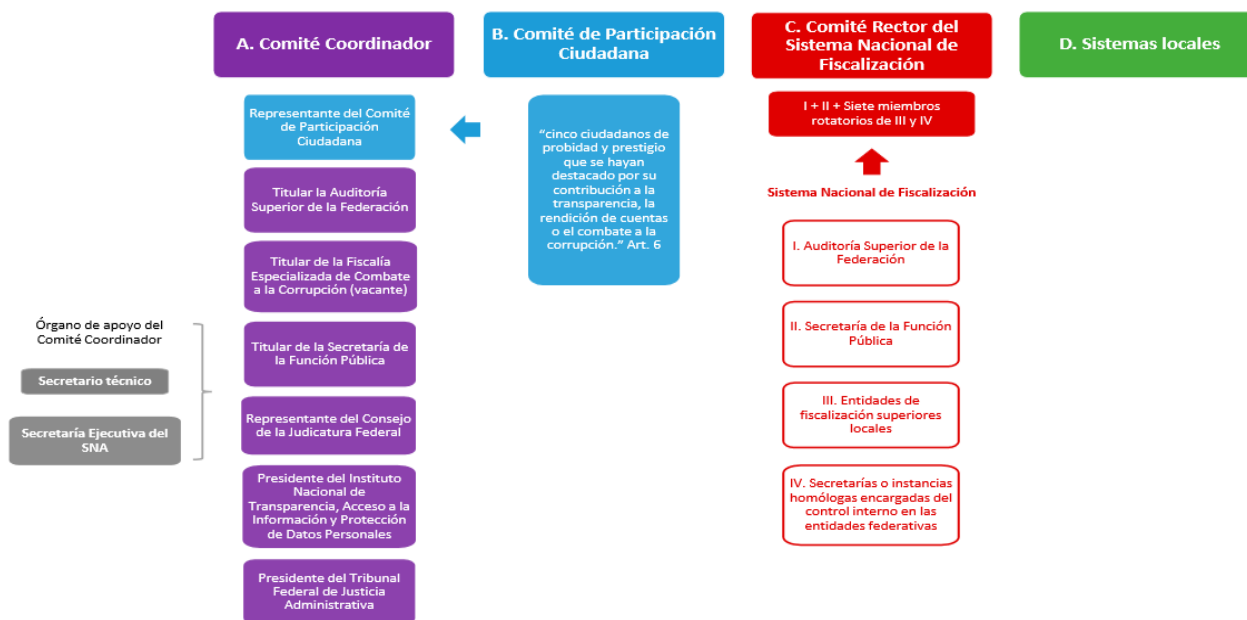 A. Comité Coordinador
B. Comité de Participación
Ciudadana
C. Comité Rector del
Sistema Nacional de
Fiscalización
D. Sistemas locales
Representante del Comité
de Participación
Ciudadana
Titular la Auditoría
Superior de la Federación
Titular de la Fiscalía
Especializada de Combate
a la Corrupción (vacante)
Titular de la Secretaría de
la Función Pública
Representante del Consejo
de la Judicatura Federal
Presidente del Instituto
Nacional de
Transparencia, Acceso a la
Información y Protección
de Datos Personales
Presidente del Tribunal
Federal de Justicia
Administrativa
Órgano de apoyo del
Comité Coordinador
Secretario técnico
Secretaría Ejecutiva del
SNA
“cinco ciudadanos de
probidad y prestigio
que se hayan
destacado por su
contribución a la
transparencia, la
rendición de cuentas
o el combate a la
corrupción.” Art. 6
I + II + Siete miembros
rotatorios de III y IV
Sistema Nacional de Fiscalización
I. Auditoría Superior de la
Federación
II. Secretaría de la Función
Pública
III. Entidades de
fiscalización superiores
locales
IV. Secretarías o instancias
homólogas encargadas del
control interno en las
entidades federativas